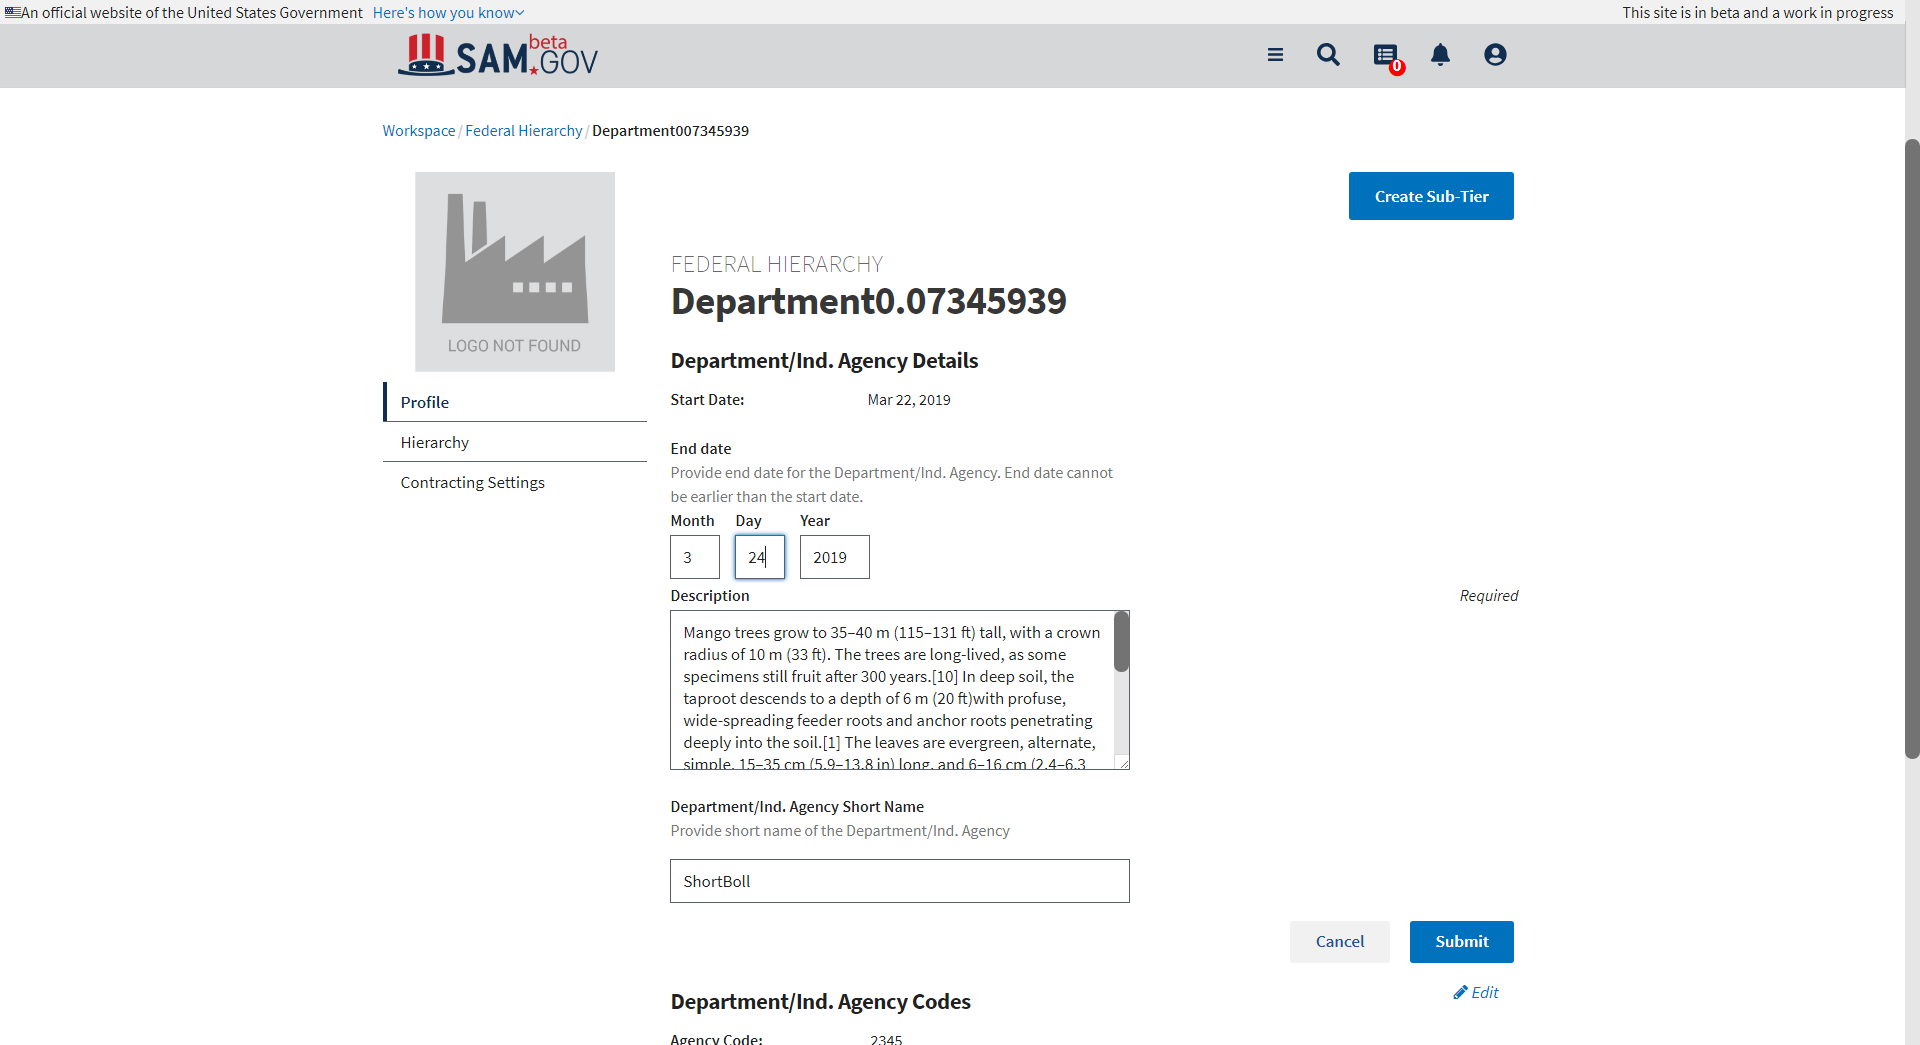 An official website of the United States Government Here's how you know
This site is in beta and a work in progress
SAM.GOV beta
0
Workspace / Federal Hierarchy / Department007345939
LOGO NOT FOUND
Create Sub-Tier
Profile
Hierarchy
Contracting Settings
FEDERAL HIERARCHY
Department0.07345939
Department/Ind. Agency Details
Start Date: Mar 22, 2019
End date
Provide end date for the Department/Ind. Agency. End date cannot
be earlier than the start date.
Month Day Year
3 24 2019
Description Required
Mango trees grow to 35–40 m (115–131 ft) tall, with a crown
radius of 10 m (33 ft). The trees are long-lived, as some
specimens still fruit after 300 years.[10] In deep soil, the
taproot descends to a depth of 6 m (20 ft)with profuse,
wide-spreading feeder roots and anchor roots penetrating
deeply into the soil.[1] The leaves are evergreen, alternate,
simple, 15–35 cm (5.9–13.8 in) long, and 6–16 cm (2.4–6.3
Department/Ind. Agency Short Name
Provide short name of the Department/Ind. Agency
ShortBoll
Cancel Submit
Edit
Department/Ind. Agency Codes
Agency Code: 2345